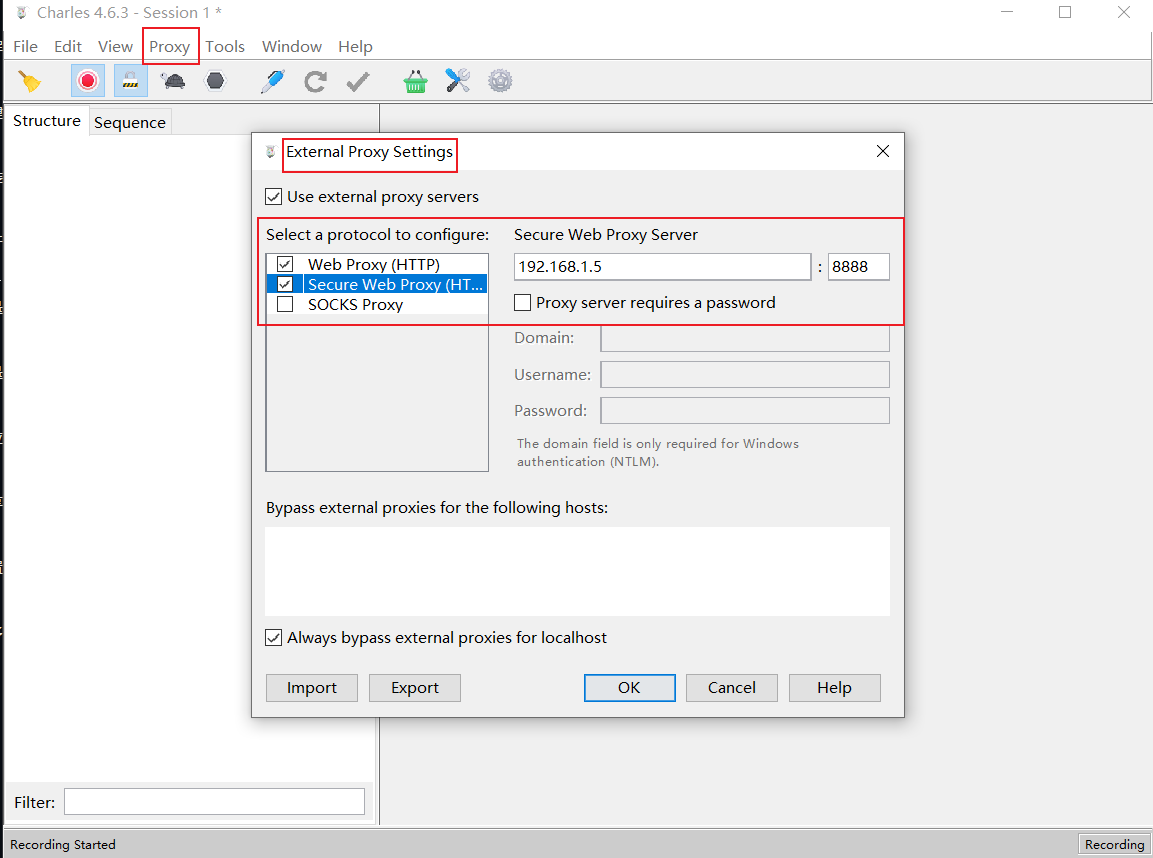 Charles 4.6.3 - Session 1 *
File Edit View Proxy Tools Window Help
Structure Sequence
External Proxy Settings
Use external proxy servers
Select a protocol to configure:
Web Proxy (HTTP)
Secure Web Proxy (HT...
SOCKS Proxy
Secure Web Proxy Server
192.168.1.5 : 8888
Proxy server requires a password
Domain:
Username:
Password:
The domain field is only required for Windows
authentication (NTLM).
Bypass external proxies for the following hosts:
Always bypass external proxies for localhost
Import Export OK Cancel Help
Filter:
Recording Started Recording